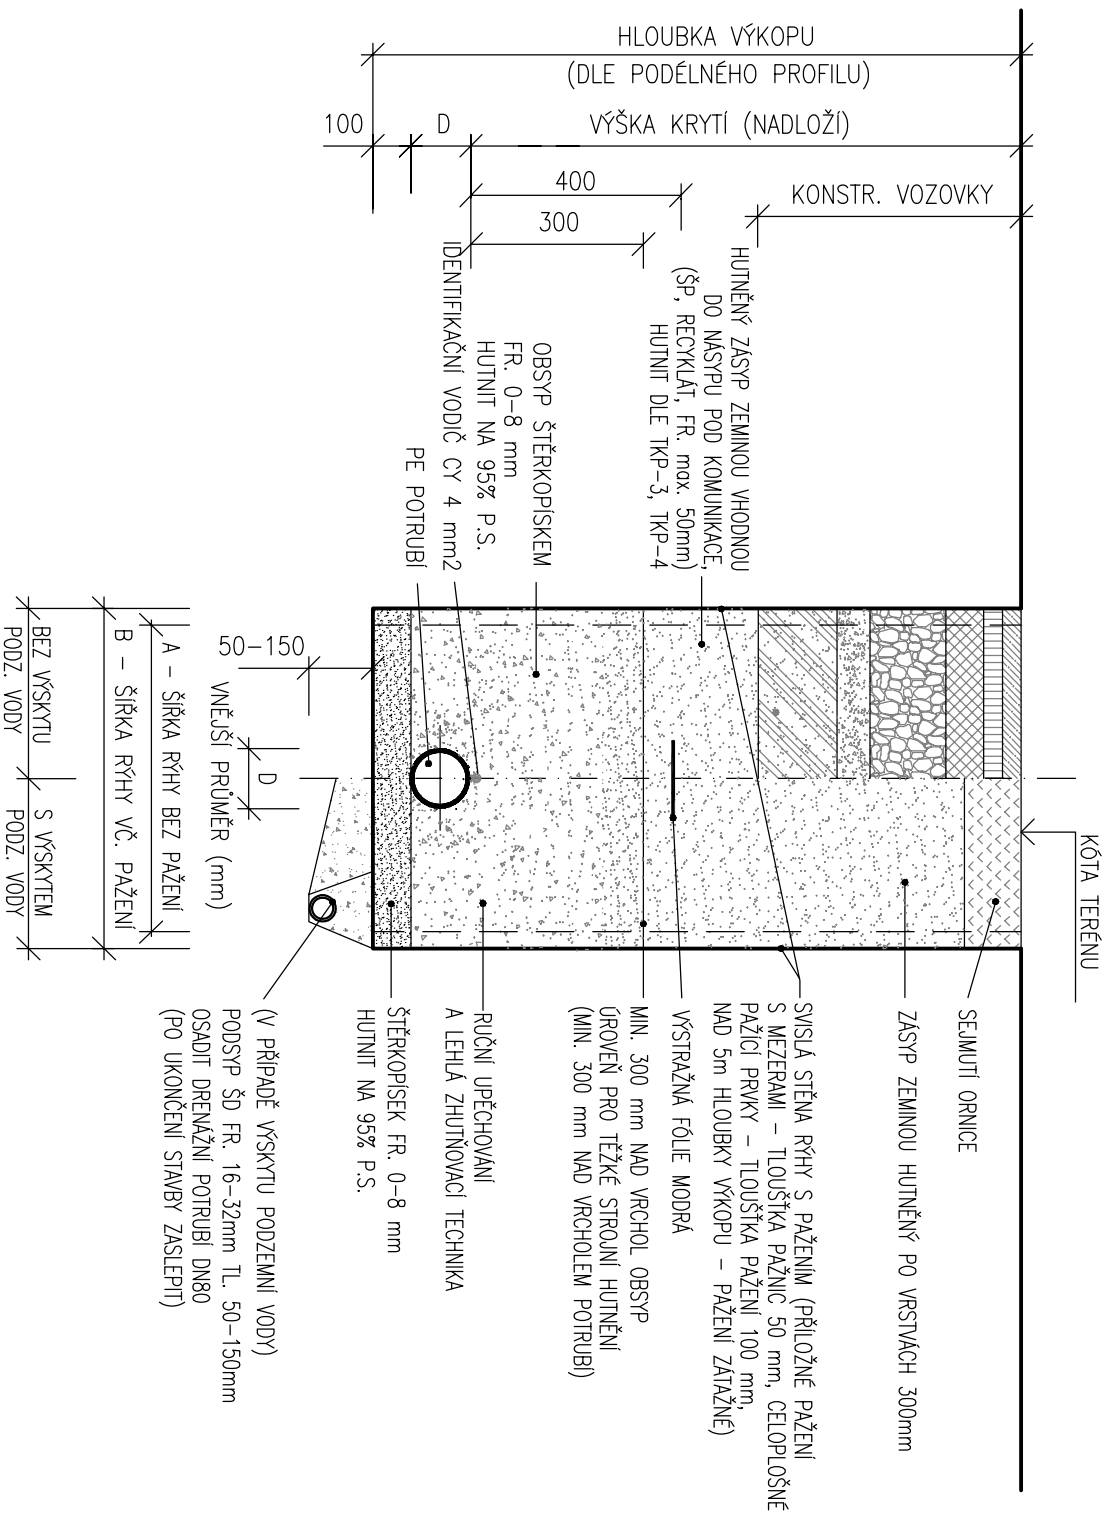 HLOUBKA VÝKOPU
(DLE PODÉLNÉHO PROFILU)
VÝŠKA KRYTÍ (NADLOŽÍ)
100
D
400
300
KONSTR. VOZOVKY
HUTNĚNÝ ZÁSYP ZEMINOU VHODNOU
DO NÁSYPU POD KOMUNIKACE,
(ŠP, RECYKLÁT, FR. max. 50mm)
HUTNIT DLE TKP-3, TKP-4
OBSYP ŠTĚRKOPÍSKEM
FR. 0-8 mm
HUTNIT NA 95% P.S.
IDENTIFIKAČNÍ VODIČ CY 4 mm2
PE POTRUBÍ
KÓTA TERÉNU
SEJMUTÍ ORNICE
ZÁSYP ZEMINOU HUTNĚNÝ PO VRSTVÁCH 300mm
SVISLÁ STĚNA RÝHY S PAŽENÍM (PŘÍLOŽNÉ PAŽENÍ
S MEZERAMI - TLOUŠŤKA PAŽNIC 50 mm, CELOPLOŠNÉ
PAŽÍCÍ PRVKY - TLOUŠŤKA PAŽENÍ 100 mm,
NAD 5m HLOUBKY VÝKOPU - PAŽENÍ ZÁTAŽNÉ)
VÝSTRAŽNÁ FÓLIE MODRÁ
MIN. 300 mm NAD VRCHOL OBSYP
ÚROVEŇ PRO TĚŽKÉ STROJNÍ HUTNĚNÍ
(MIN. 300 mm NAD VRCHOLEM POTRUBÍ)
RUČNÍ UPĚCHOVÁNÍ
A LEHLÁ ZHUTŇOVACÍ TECHNIKA
ŠTĚRKOPÍSEK FR. 0-8 mm
HUTNIT NA 95% P.S.
(V PŘÍPADĚ VÝSKYTU PODZEMNÍ VODY)
PODSYP ŠD FR. 16-32mm TL. 50-150mm
OSADIT DRENÁŽNÍ POTRUBÍ DN80
(PO UKONČENÍ STAVBY ZASLEPIT)
50-150
D
VNĚJŠÍ PRŮMĚR (mm)
A - ŠÍŘKA RÝHY BEZ PAŽENÍ
B - ŠÍŘKA RÝHY VČ. PAŽENÍ
BEZ VÝSKYTU
PODZ. VODY
S VÝSKYTEM
PODZ. VODY